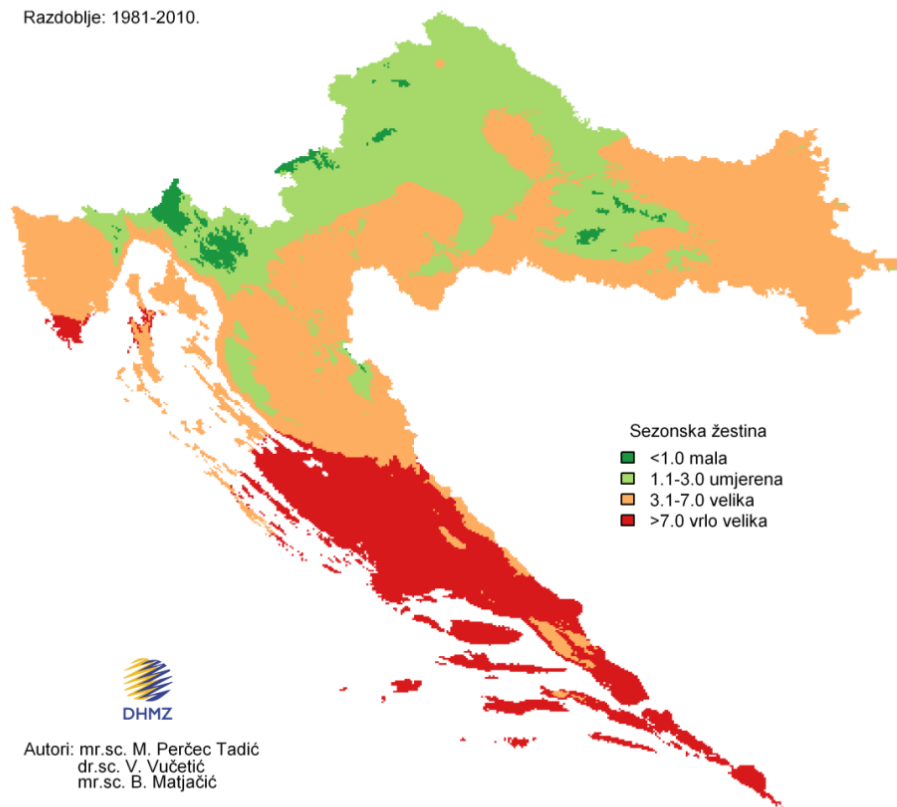 Razdoblje: 1981-2010.
Sezonska žestina
<1.0 mala
1.1-3.0 umjerena
3.1-7.0 velika
>7.0 vrlo velika
DHMZ
Autori: mr.sc. M. Perčec Tadić
dr.sc. V. Vučetić
mr.sc. B. Matjačić